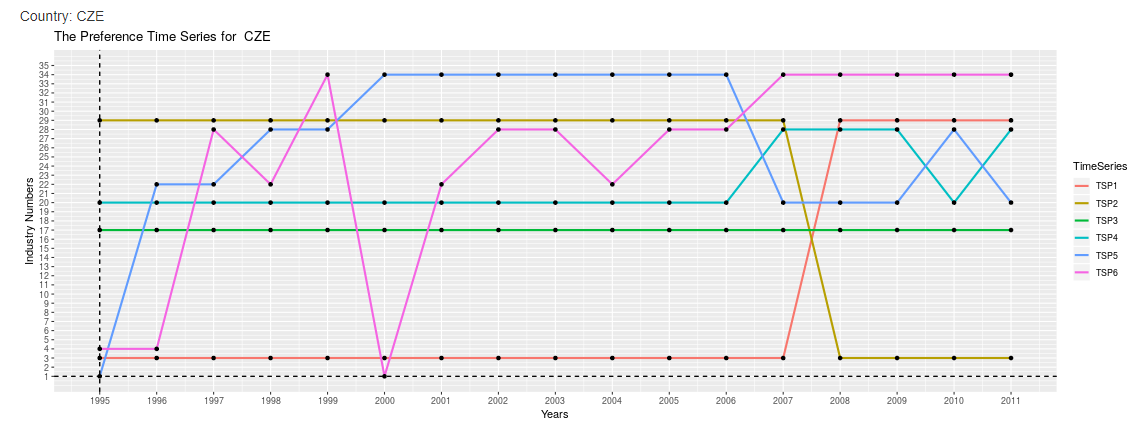 Country: CZE
The Preference Time Series for CZE
Industry Numbers
35
34
33
32
31
30
29
28
27
26
25
24
23
22
21
20
19
18
17
16
15
14
13
12
11
10
9
8
7
6
5
4
3
2
1
1995 1996 1997 1998 1999 2000 2001 2002 2003 2004 2005 2006 2007 2008 2009 2010 2011
Years
TimeSeries
TSP1
TSP2
TSP3
TSP4
TSP5
TSP6